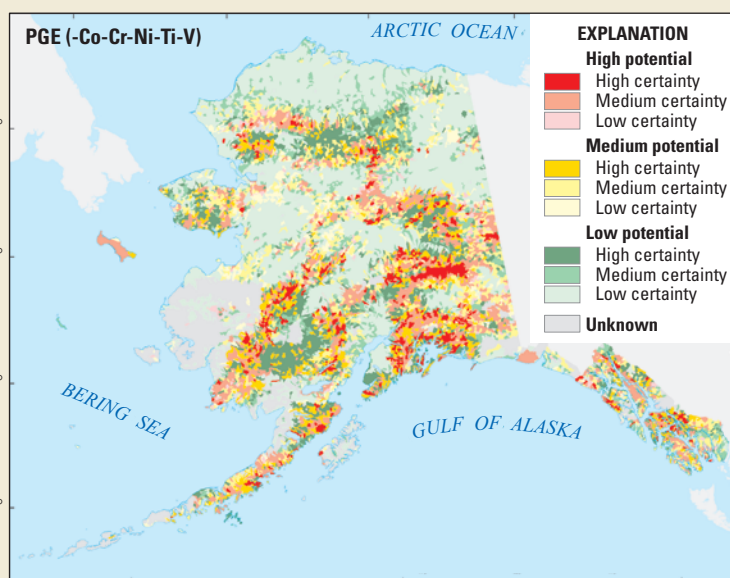 PGE (-Co-Cr-Ni-Ti-V)
ARCTIC OCEAN
EXPLANATION
High potential
High certainty
Medium certainty
Low certainty
Medium potential
High certainty
Medium certainty
Low certainty
Low potential
High certainty
Medium certainty
Low certainty
Unknown
BERING SEA
GULF OF ALASKA